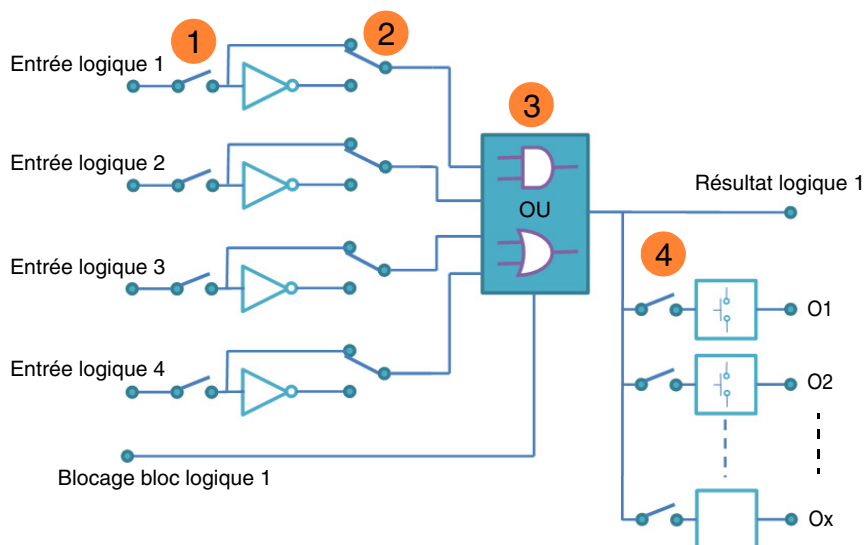 1
2
Entrée logique 1
3
Entrée logique 2
Résultat logique 1
OU
4
Entrée logique 3
O1
Entrée logique 4
O2
Blocage bloc logique 1
Ox